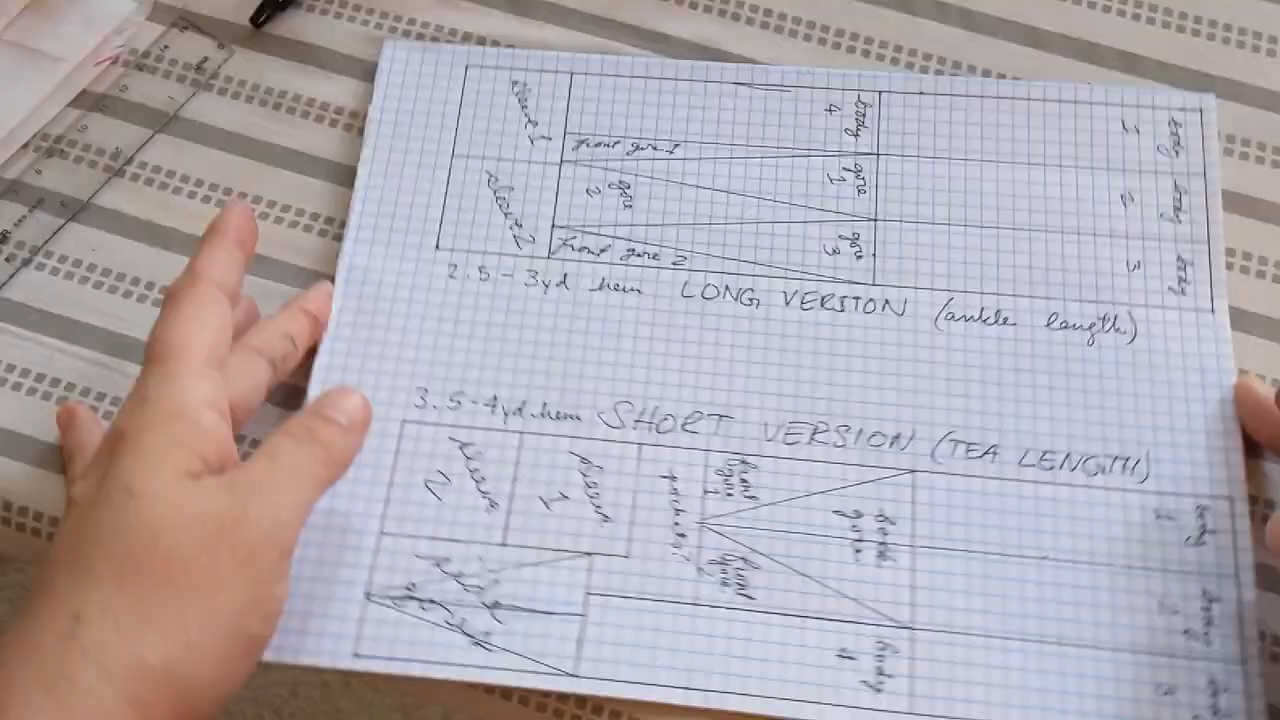 sleeve 1
body 4
body 1
front gore 1
gore 1
body 2
sleeve 2
gore 2
front gore 2
gore 3
body 3
2.5-3yd hem LONG VERSION (ankle length)
3.5-4yd hem SHORT VERSION (TEA LENGTH)
sleeve 2
sleeve 1
pockets?
front gore 1
front gore 2
body 4
body 1
body 2
3